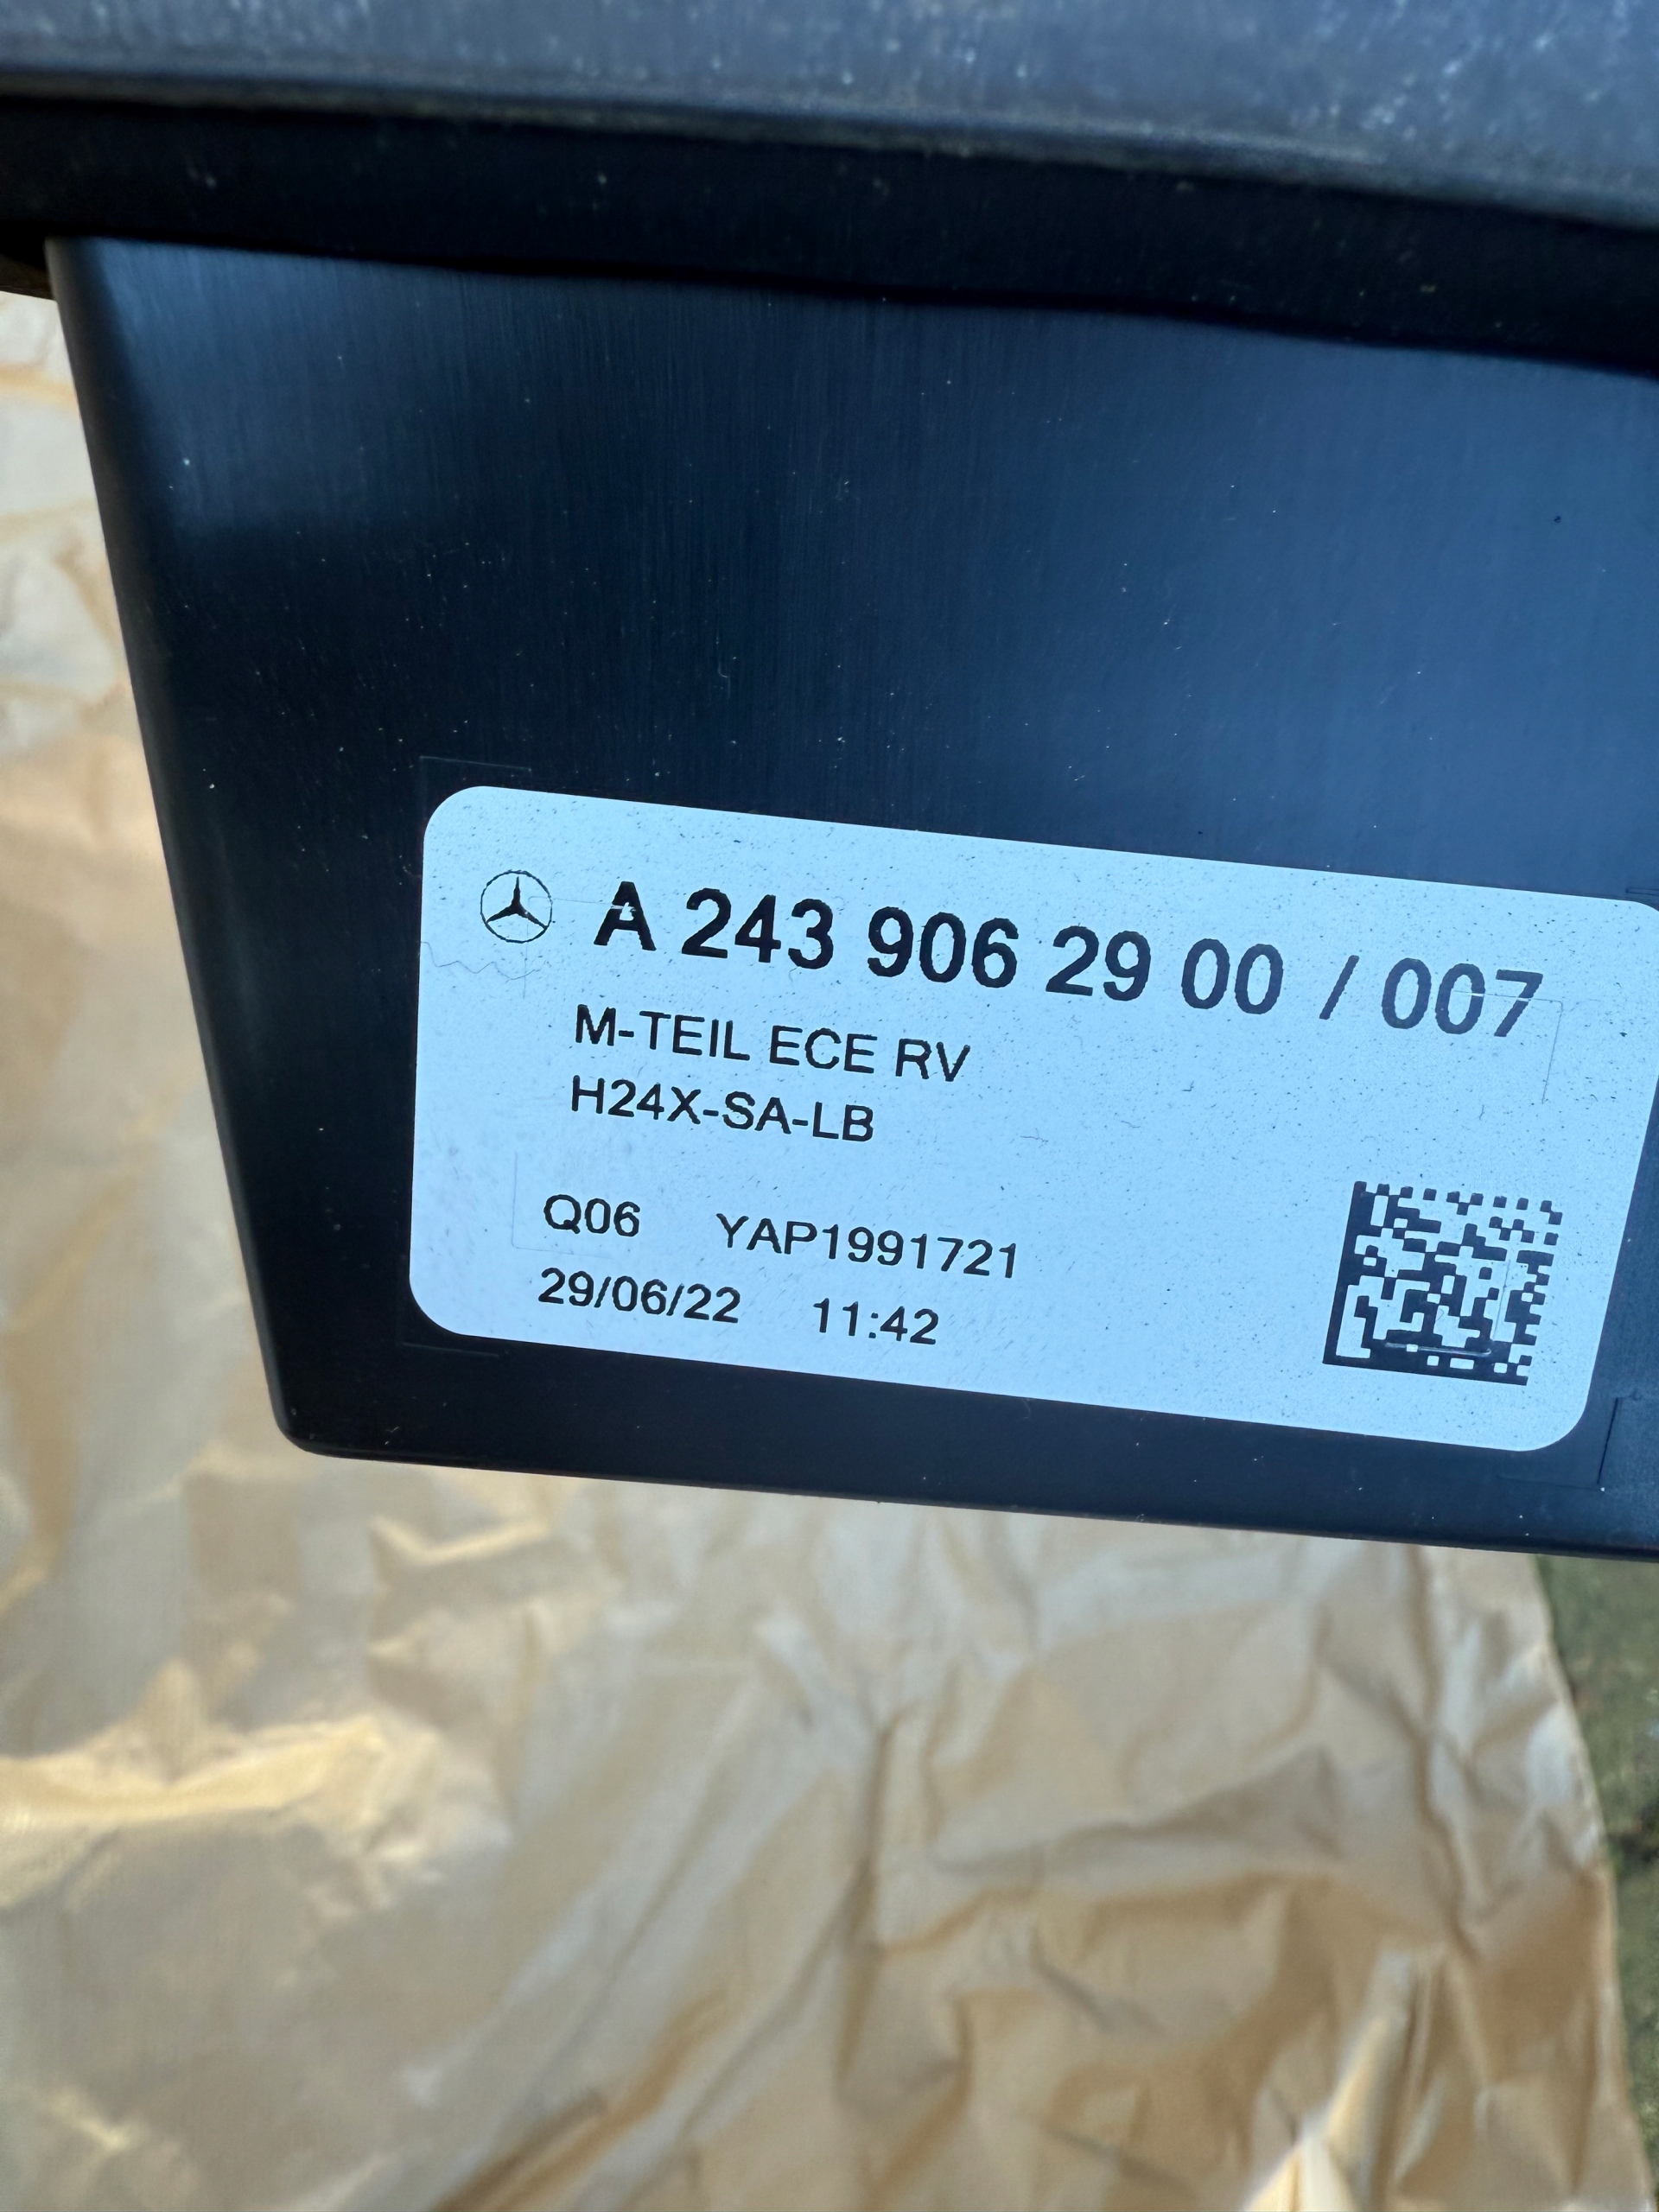 A 243 906 29 00 / 007
M-TEIL ECE RV
H24X-SA-LB
Q06 YAP1991721
29/06/22 11:42